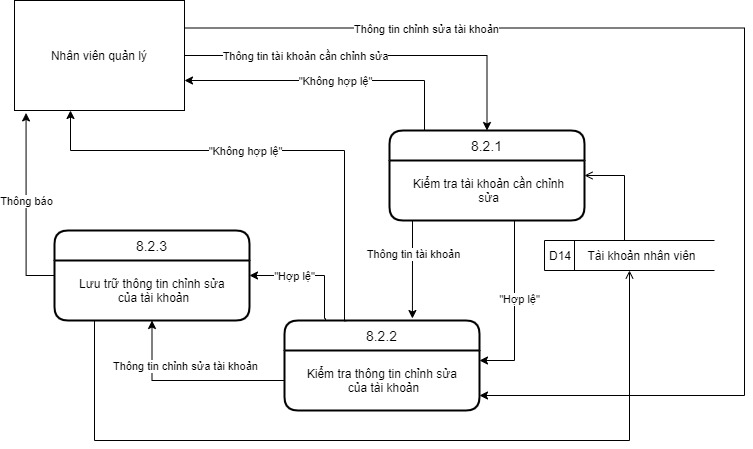 Thông tin chỉnh sửa tài khoản
Nhân viên quản lý
Thông tin tài khoản cần chỉnh sửa
"Không hợp lệ"
8.2.1
"Không hợp lệ"
Kiểm tra tài khoản cần chỉnh
sửa
Thông báo
8.2.3
Thông tin tài khoản
D14
Tài khoản nhân viên
Lưu trữ thông tin chỉnh sửa
của tài khoản
"Hợp lệ"
"Hợp lệ"
8.2.2
Thông tin chỉnh sửa tài khoản
Kiểm tra thông tin chỉnh sửa
của tài khoản